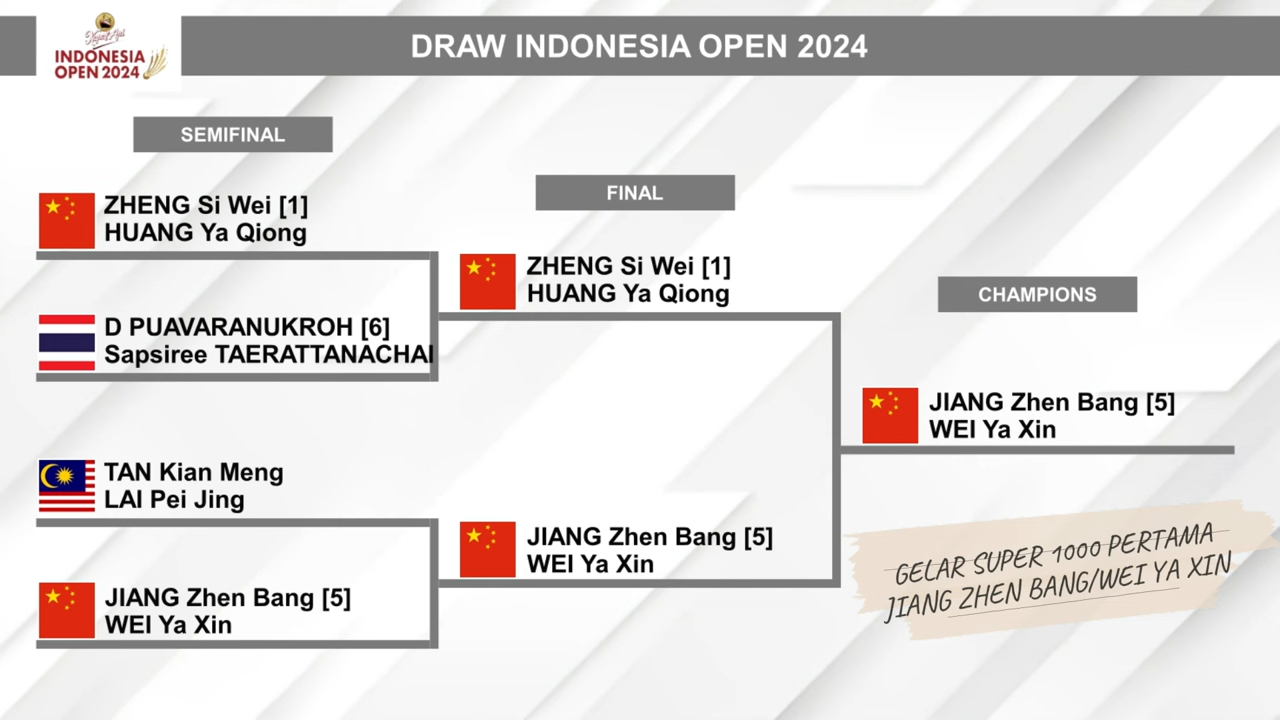 INDONESIA
OPEN 2024
DRAW INDONESIA OPEN 2024
SEMIFINAL
ZHENG Si Wei [1]
HUANG Ya Qiong
D PUAVARANUKROH [6]
Sapsiree TAERATTANACHAI
TAN Kian Meng
LAI Pei Jing
JIANG Zhen Bang [5]
WEI Ya Xin
FINAL
ZHENG Si Wei [1]
HUANG Ya Qiong
JIANG Zhen Bang [5]
WEI Ya Xin
CHAMPIONS
JIANG Zhen Bang [5]
WEI Ya Xin
GELAR SUPER 1000 PERTAMA
JIANG ZHEN BANG/WEI YA XIN